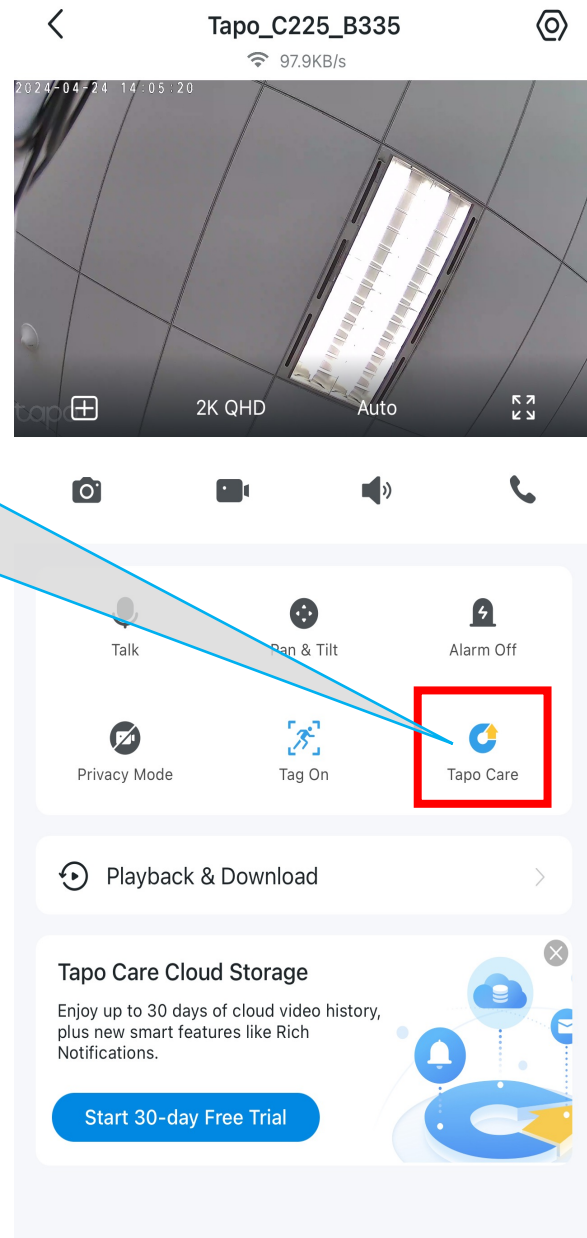 Tapo_C225_B335
97.9KB/s
2024-04-24 14:05:20
tapo
2K QHD
Auto
Talk
Pan & Tilt
Alarm Off
Privacy Mode
Tag On
Tapo Care
Playback & Download
Tapo Care Cloud Storage
Enjoy up to 30 days of cloud video history,
plus new smart features like Rich
Notifications.
Start 30-day Free Trial